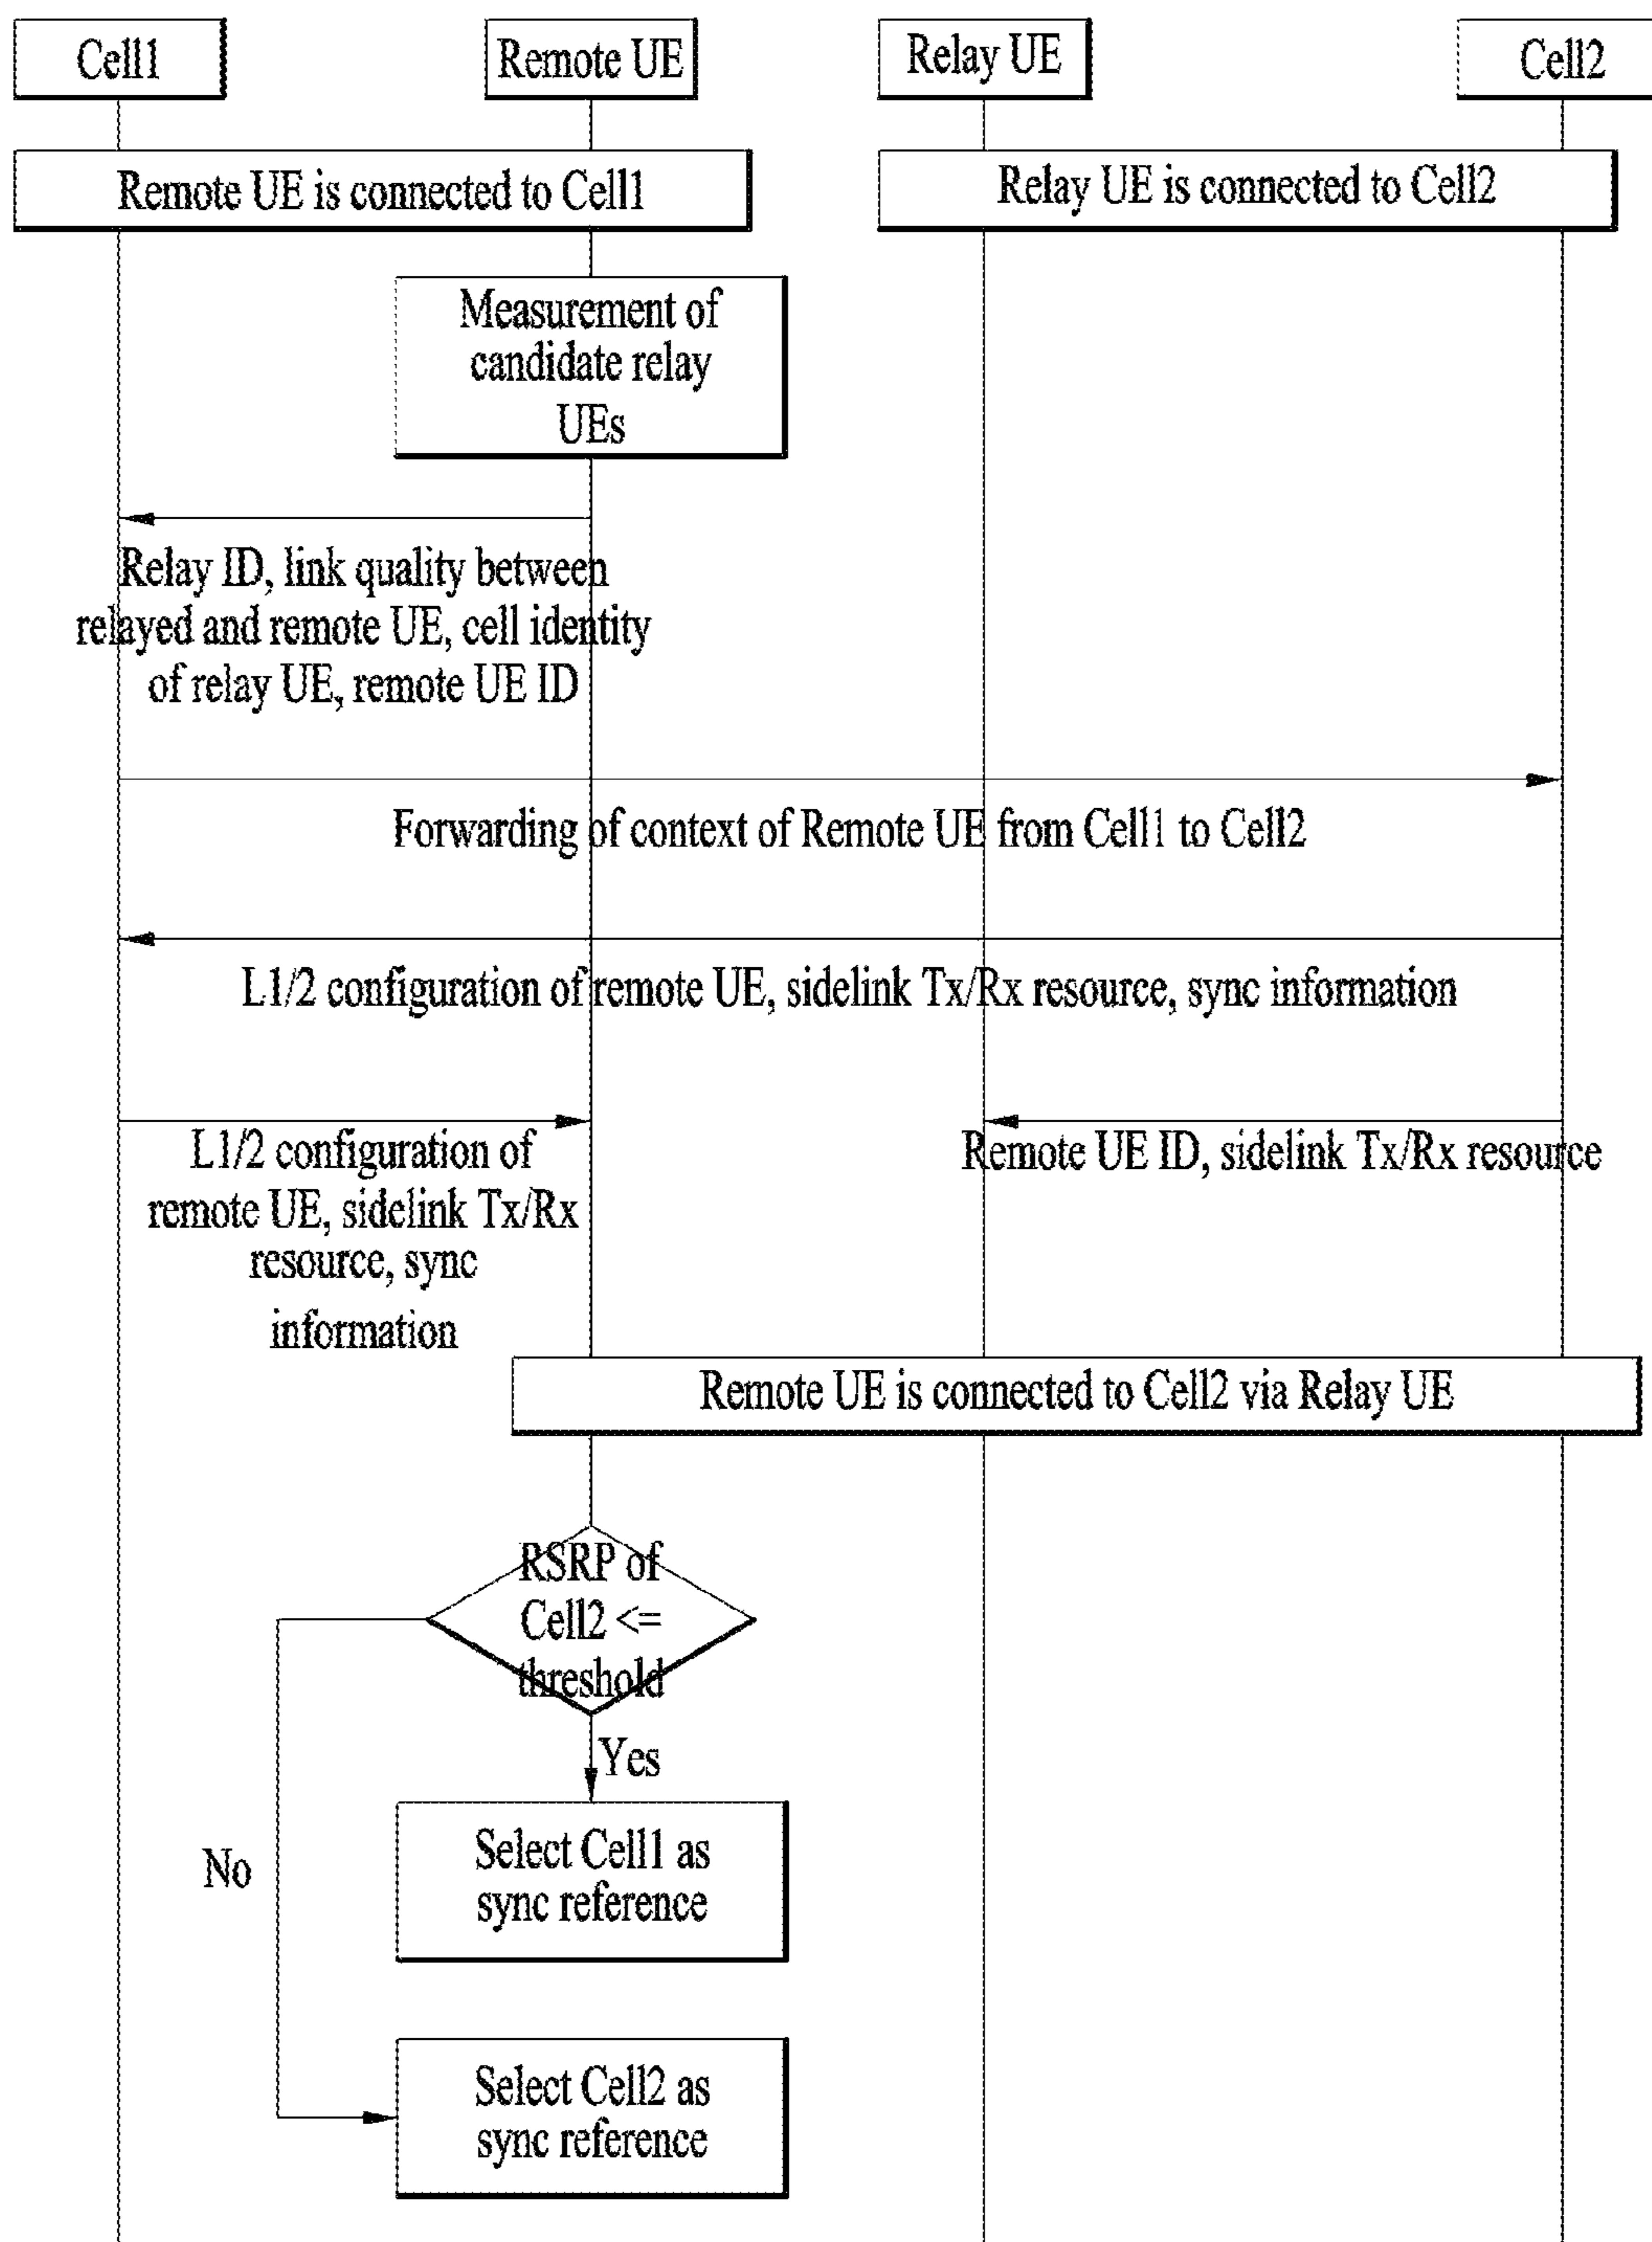 Cell1
Remote UE
Relay UE
Cell2
Remote UE is connected to Cell1
Relay UE is connected to Cell2
Measurement of
candidate relay
UEs
Relay ID, link quality between
relayed and remote UE, cell identity
of relay UE, remote UE ID
Forwarding of context of Remote UE from Cell1 to Cell2
L1/2 configuration of remote UE, sidelink Tx/Rx resource, sync information
L1/2 configuration of
remote UE, sidelink Tx/Rx
resource, sync
information
Remote UE ID, sidelink Tx/Rx resource
Remote UE is connected to Cell2 via Relay UE
RSRP of
Cell2 <=
threshold
Yes
No
Select Cell1 as
sync reference
Select Cell2 as
sync reference